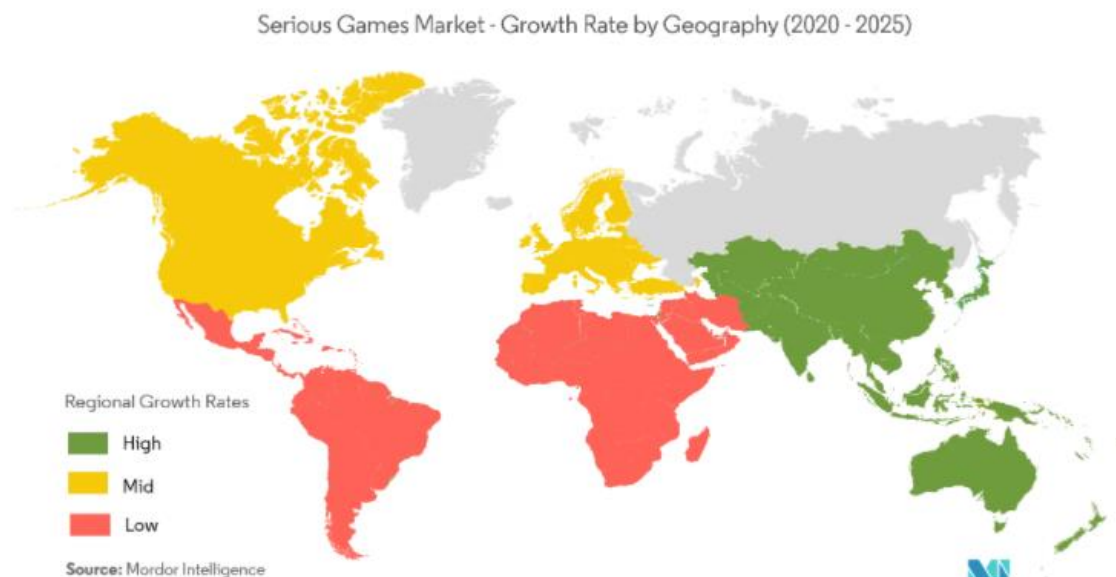 Serious Games Market - Growth Rate by Geography (2020 - 2025)
Regional Growth Rates
High
Mid
Low
Source: Mordor Intelligence